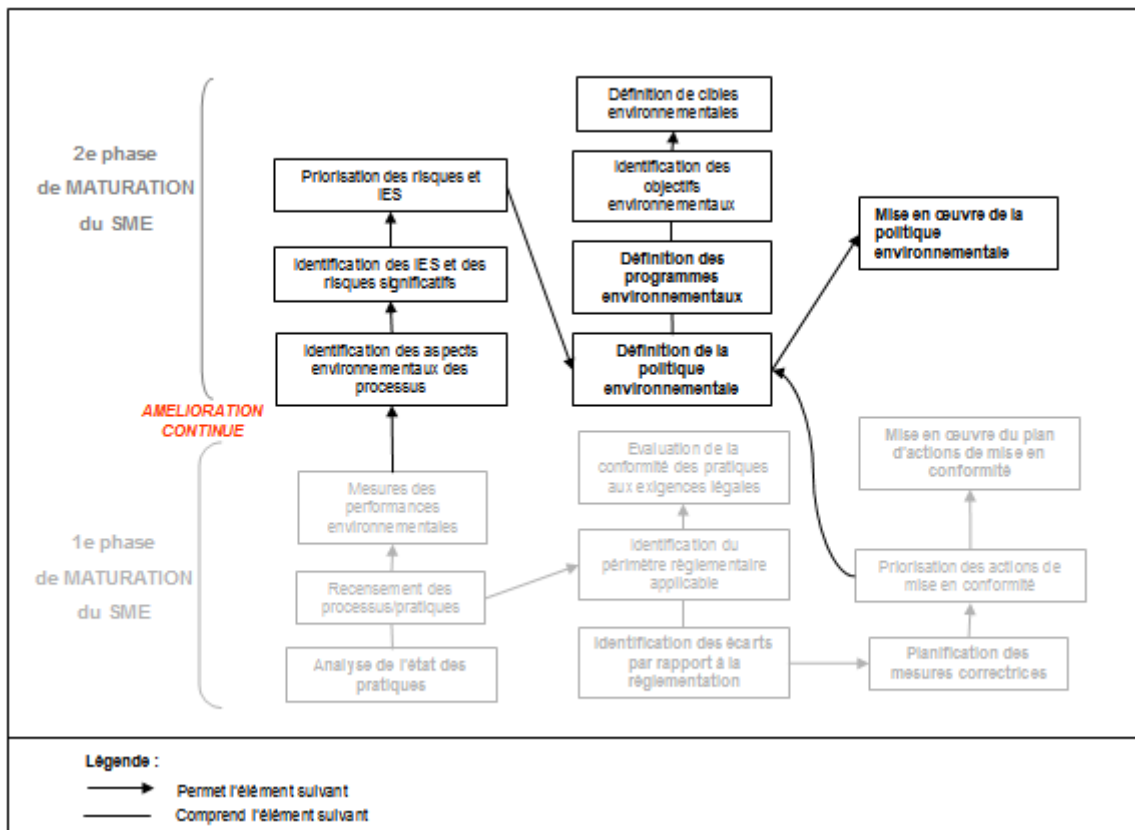 Définition de cibles
environnementales
2e phase
de MATURATION
du SME
Priorisation des risques et
IES
Identification des
objectifs
environnementaux
Mise en œuvre de la
politique
environnementale
Identification des IES et des
risques significatifs
Définition des
programmes
environnementaux
Identification des aspects
environnementaux des
processus
Définition de la
politique
environnementale
AMELIORATION
CONTINUE
1e phase
de MATURATION
du SME
Mesures des
performances
environnementales
Evaluation de la
conformité des pratiques
aux exigences légales
Mise en œuvre du plan
d'actions de mise en
conformité
Recensement des
processus/pratiques
Identification du
périmètre règlementaire
applicable
Priorisation des actions de
mise en conformité
Analyse de l'état des
pratiques
Identification des écarts
par rapport à la
règlementation
Planification des
mesures correctrices
Légende :
Permet l'élément suivant
Comprend l'élément suivant